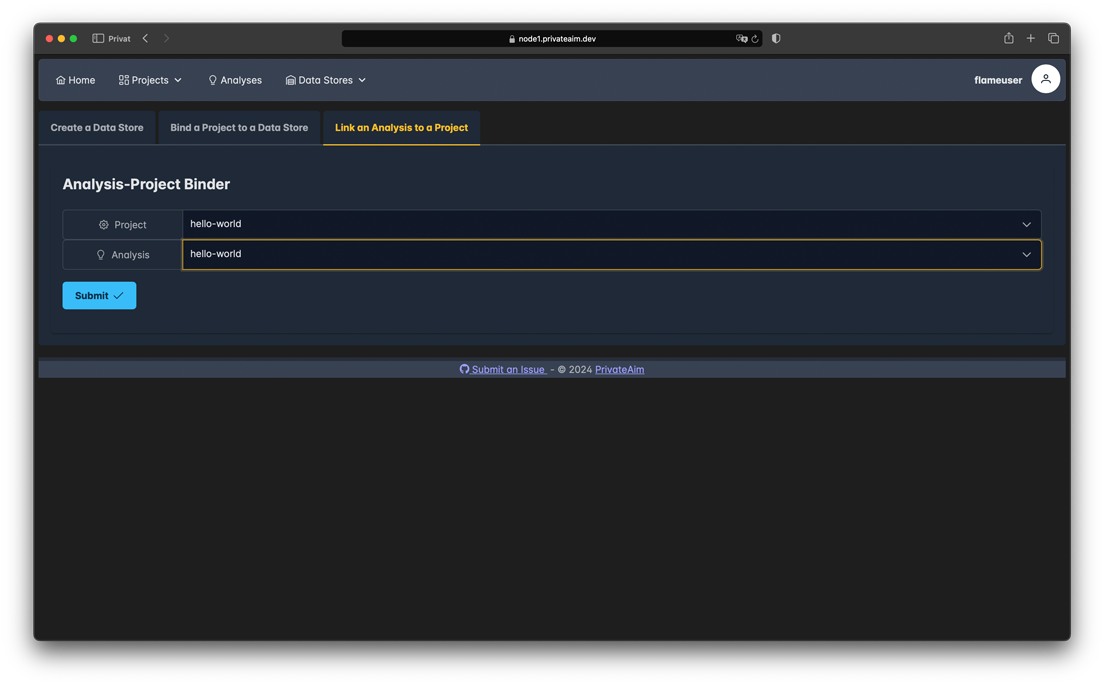 Privat
node1.privateaim.dev
Home Projects Analyses Data Stores flameuser
Create a Data Store Bind a Project to a Data Store Link an Analysis to a Project
Analysis-Project Binder
Project hello-world
Analysis hello-world
Submit
Submit an Issue - © 2024 PrivateAim